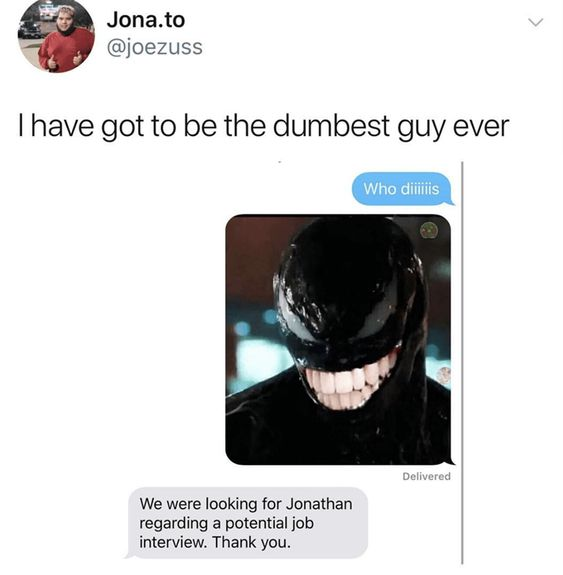 Jona.to
@joezuss
I have got to be the dumbest guy ever
Who diiiiiis
Delivered
We were looking for Jonathan
regarding a potential job
interview. Thank you.